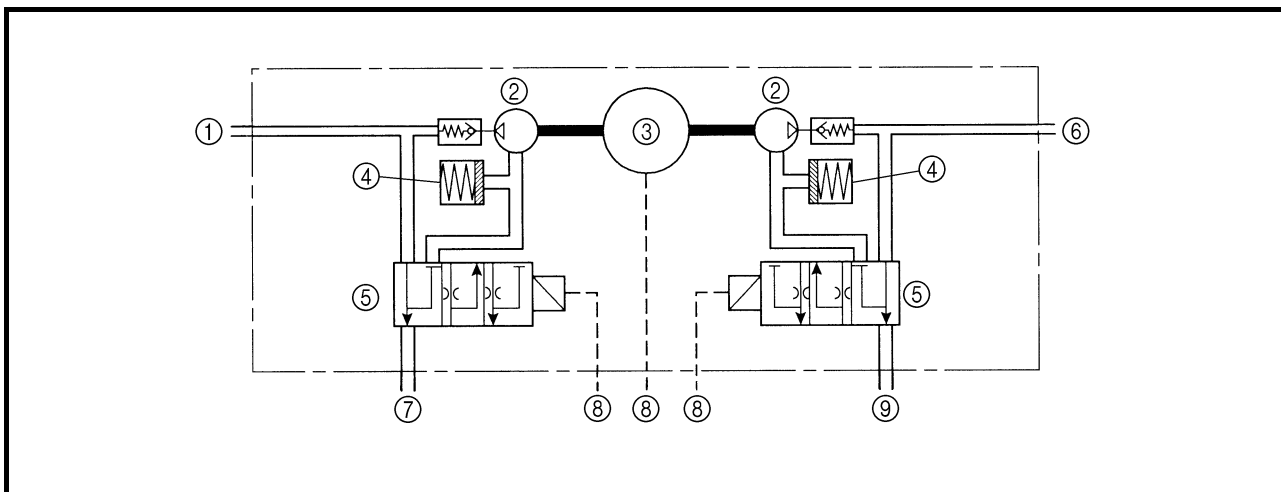 ② ②
① ③ ⑥
④ ④
⑤ ⑤
⑦ ⑧ ⑧ ⑧ ⑨